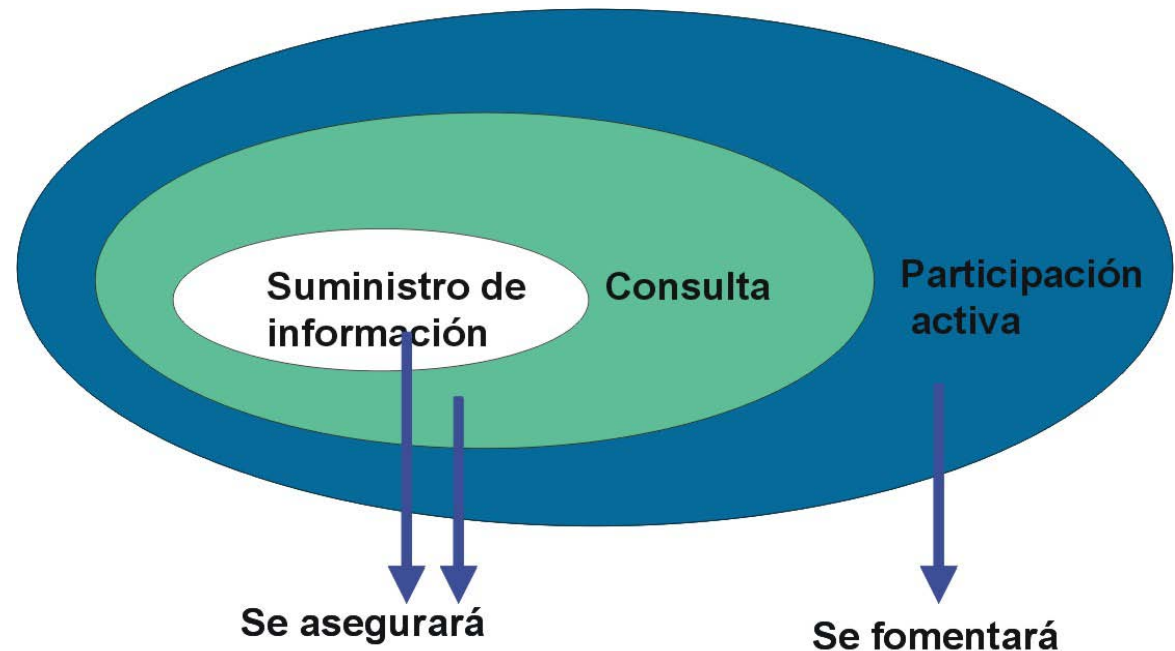 Suministro de
información
Consulta
Participación
activa
Se asegurará
Se fomentará